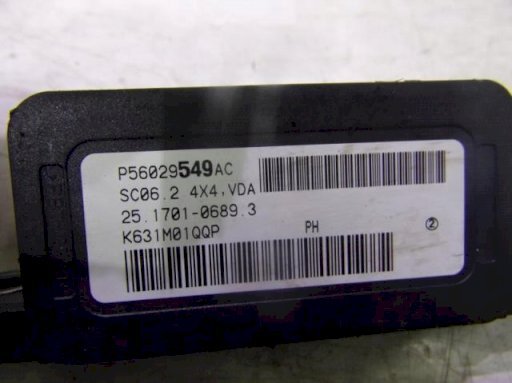 P56029549AC
SC06.2 4X4,VDA
25.1701-0689.3
K631M01QQP PH 2